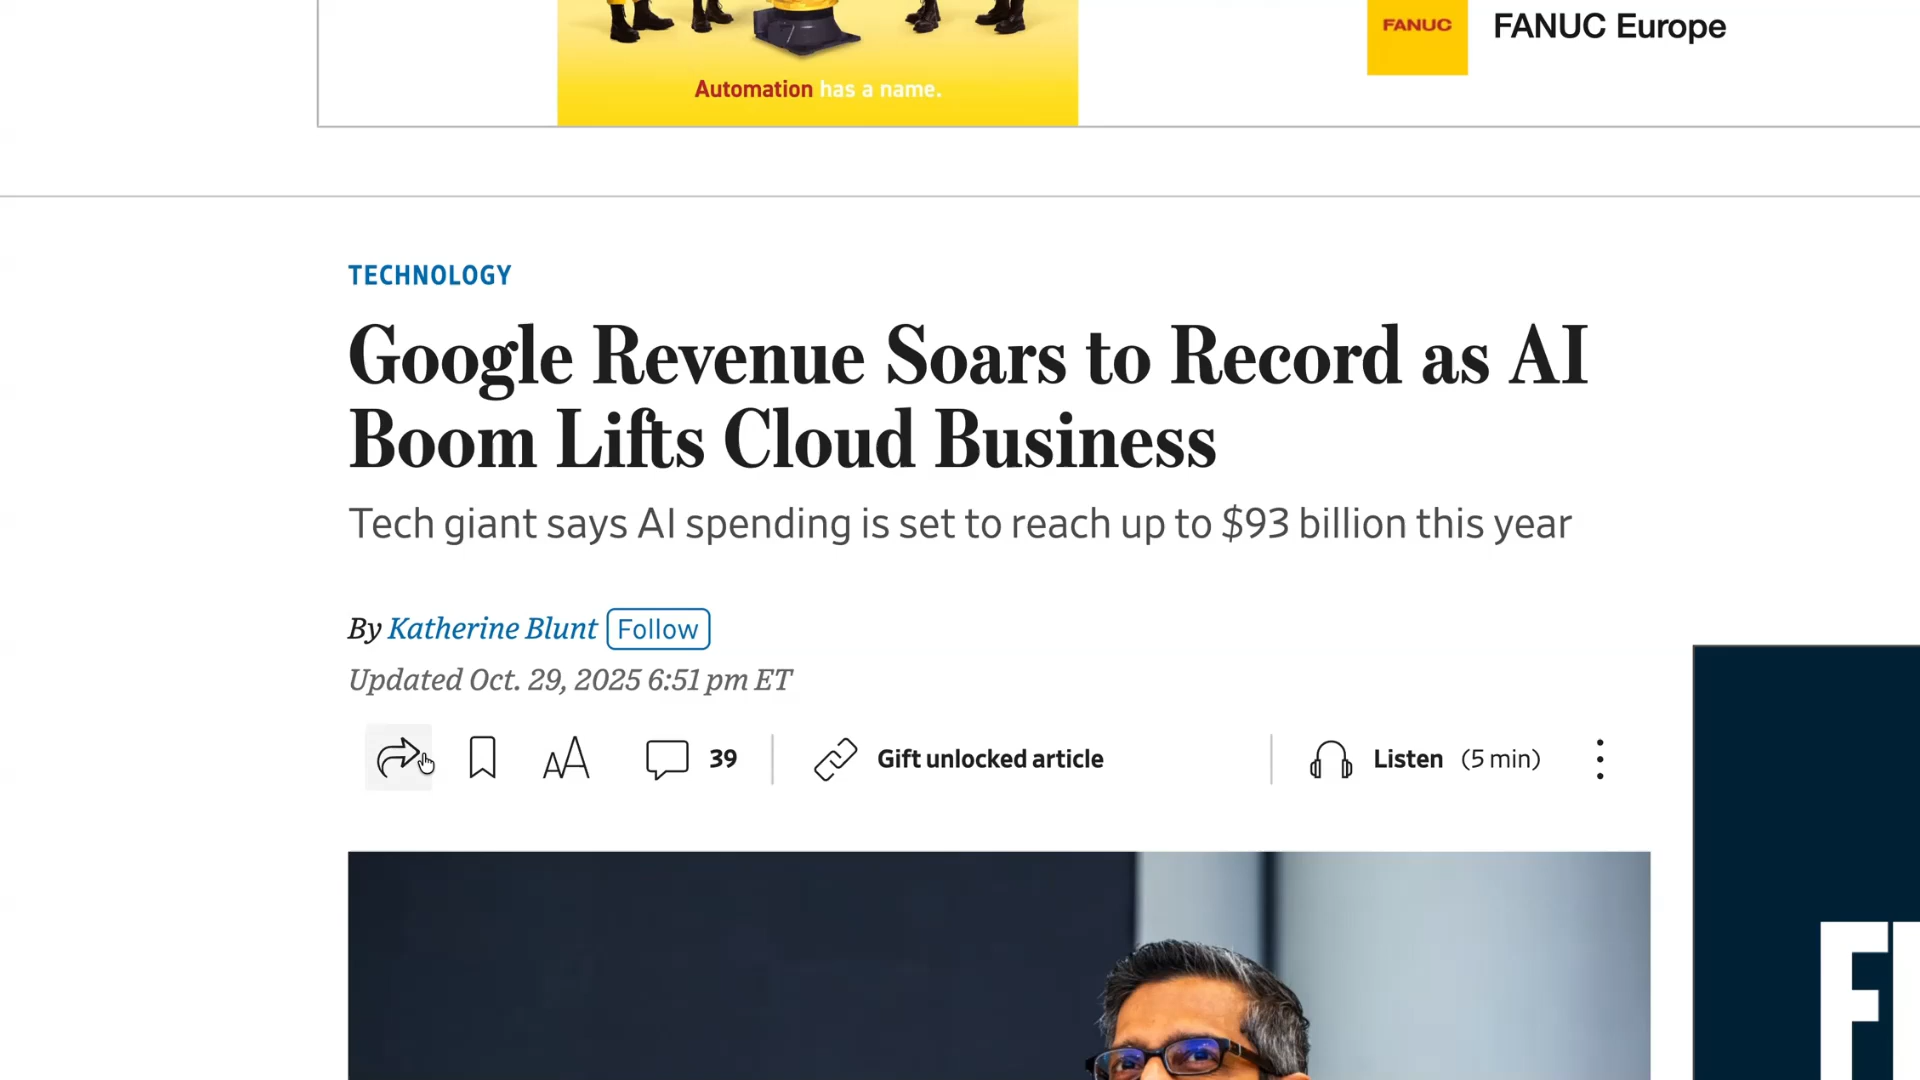 Automation has a name.
FANUC
FANUC Europe
TECHNOLOGY
Google Revenue Soars to Record as AI
Boom Lifts Cloud Business
Tech giant says AI spending is set to reach up to $93 billion this year
By Katherine Blunt Follow
Updated Oct. 29, 2025 6:51 pm ET
AA 39 Gift unlocked article Listen (5 min)
F